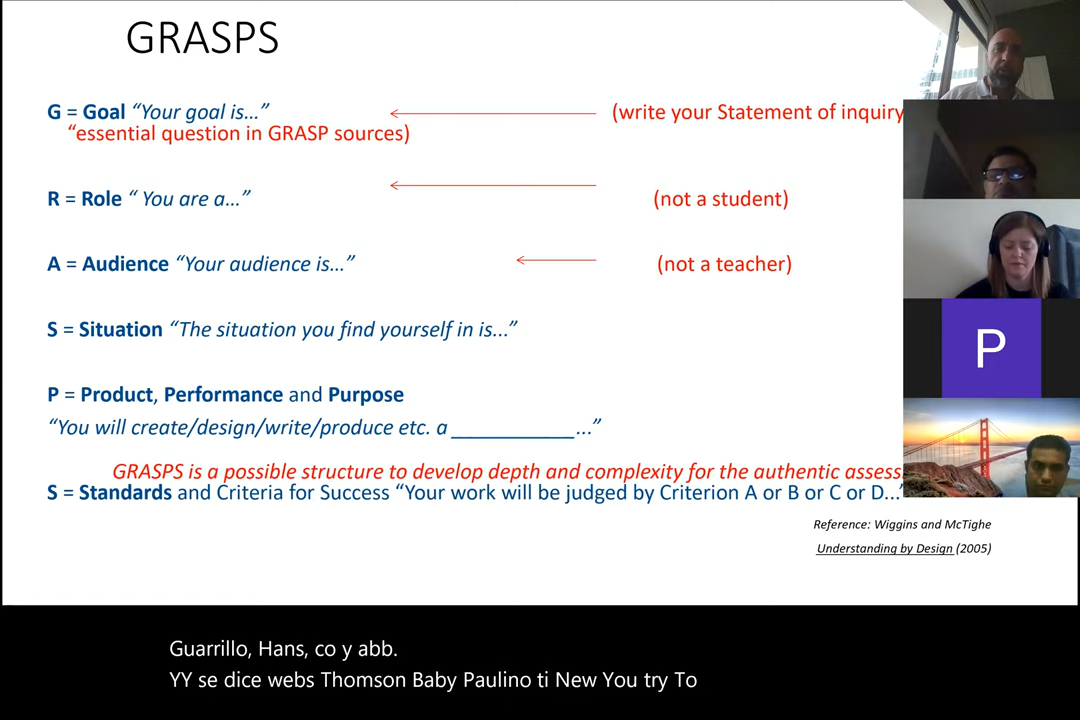 GRASPS
G = Goal “Your goal is…” (write your Statement of inquiry
“essential question in GRASP sources)
R = Role “ You are a…” (not a student)
A = Audience “Your audience is…” (not a teacher)
S = Situation “The situation you find yourself in is...”
P = Product, Performance and Purpose
“You will create/design/write/produce etc. a ___________...”
GRASPS is a possible structure to develop depth and complexity for the authentic assess
S = Standards and Criteria for Success “Your work will be judged by Criterion A or B or C or D...”
Reference: Wiggins and McTighe
Understanding by Design (2005)
P
Guarrillo, Hans, co y abb.
YY se dice webs Thomson Baby Paulino ti New You try To